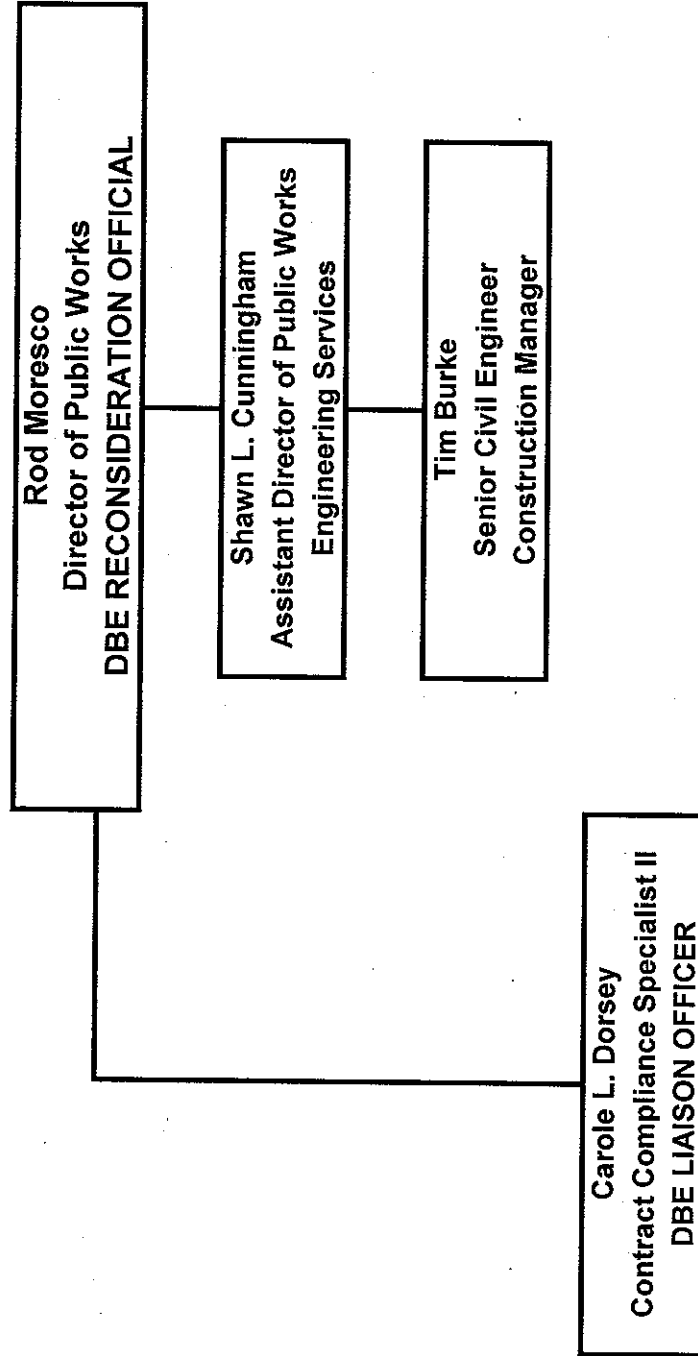 Rod Moresco
Director of Public Works
DBE RECONSIDERATION OFFICIAL
Shawn L. Cunningham
Assistant Director of Public Works
Engineering Services
Tim Burke
Senior Civil Engineer
Construction Manager
Carole L. Dorsey
Contract Compliance Specialist II
DBE LIAISON OFFICER